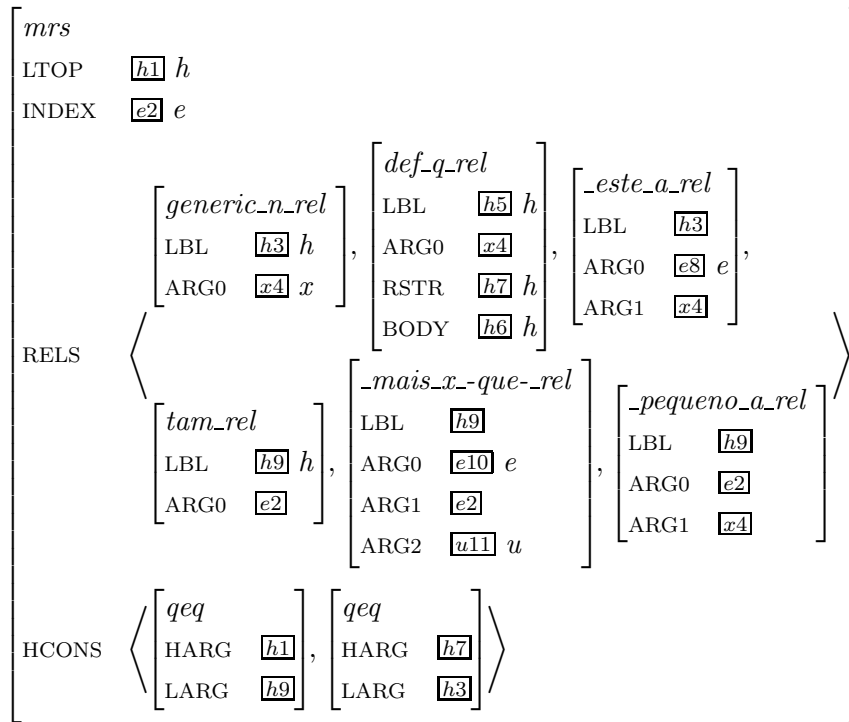 mrs
LTOP h1 h
INDEX e2 e
RELS ⟨ [generic_n_rel
LBL h3 h
ARG0 x4 x],
[def_q_rel
LBL h5 h
ARG0 x4
RSTR h7 h
BODY h6 h],
[_este_a_rel
LBL h3
ARG0 e8 e
ARG1 x4],
[tam_rel
LBL h9 h
ARG0 e2],
[_mais_x_-que-_rel
LBL h9
ARG0 e10 e
ARG1 e2
ARG2 u11 u],
[_pequeno_a_rel
LBL h9
ARG0 e2
ARG1 x4] ⟩
HCONS ⟨ [qeq
HARG h1
LARG h9],
[qeq
HARG h7
LARG h3] ⟩